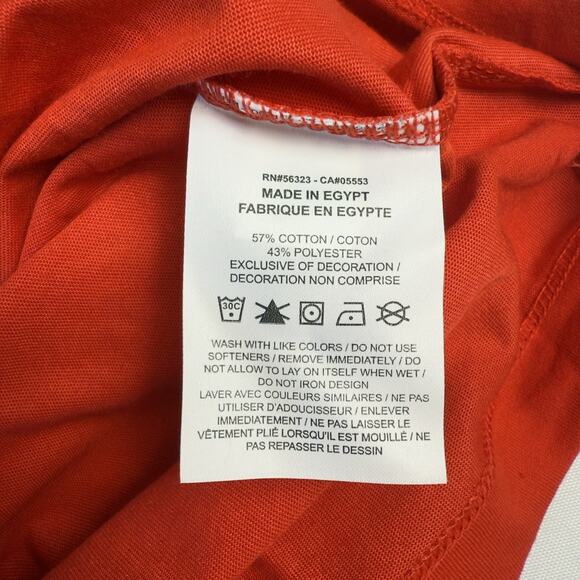 RN#56323 - CA#05553
MADE IN EGYPT
FABRIQUE EN EGYPTE
57% COTTON / COTON
43% POLYESTER
EXCLUSIVE OF DECORATION /
DECORATION NON COMPRISE
30C
WASH WITH LIKE COLORS / DO NOT USE
SOFTENERS / REMOVE IMMEDIATELY / DO
NOT ALLOW TO LAY ON ITSELF WHEN WET /
DO NOT IRON DESIGN
LAVER AVEC COULEURS SIMILAIRES / NE PAS
UTILISER D'ADOUCISSEUR / ENLEVER
IMMEDIATEMENT / NE PAS LAISSER LE
VÊTEMENT PLIÉ LORSQU'IL EST MOUILLÉ / NE
PAS REPASSER LE DESSIN